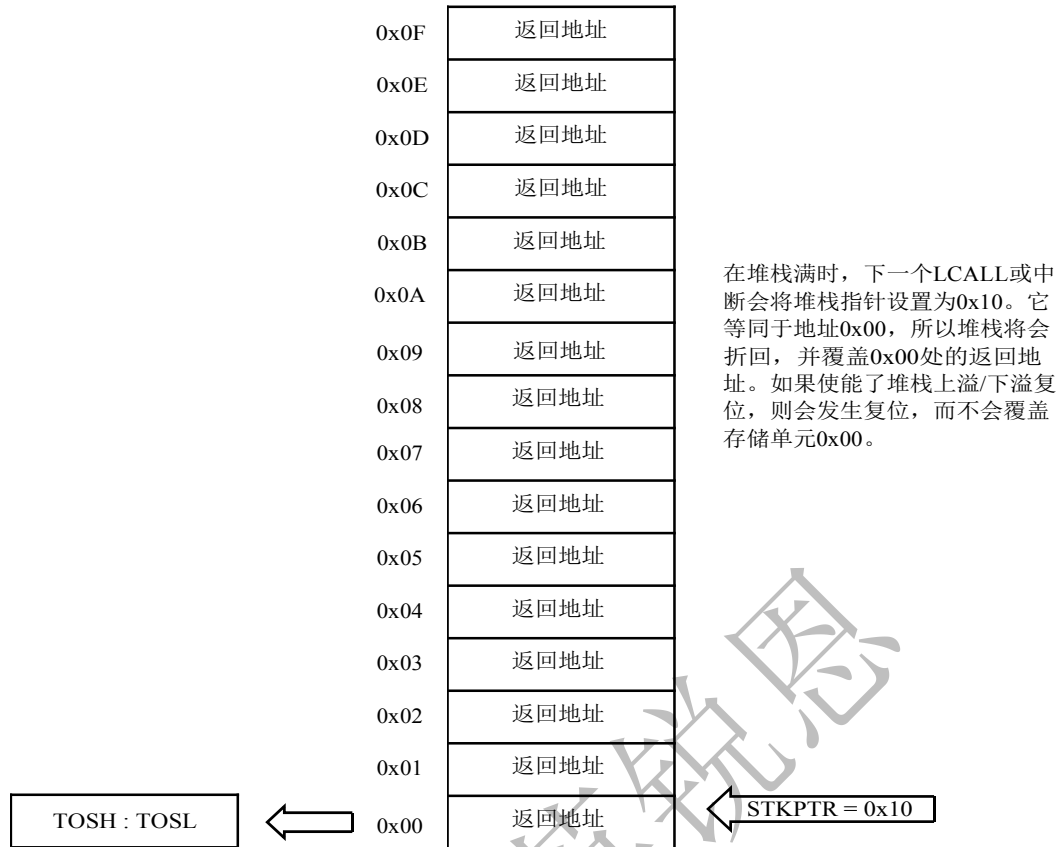 0x0F 返回地址
0x0E 返回地址
0x0D 返回地址
0x0C 返回地址
0x0B 返回地址
0x0A 返回地址
0x09 返回地址
0x08 返回地址
0x07 返回地址
0x06 返回地址
0x05 返回地址
0x04 返回地址
0x03 返回地址
0x02 返回地址
0x01 返回地址
TOSH : TOSL 0x00 返回地址 STKPTR = 0x10
在堆栈满时，下一个LCALL或中
断会将堆栈指针设置为0x10。它
等同于地址0x00，所以堆栈将会
折回，并覆盖0x00处的返回地
址。如果使能了堆栈上溢/下溢复
位，则会发生复位，而不会覆盖
存储单元0x00。
锐恩